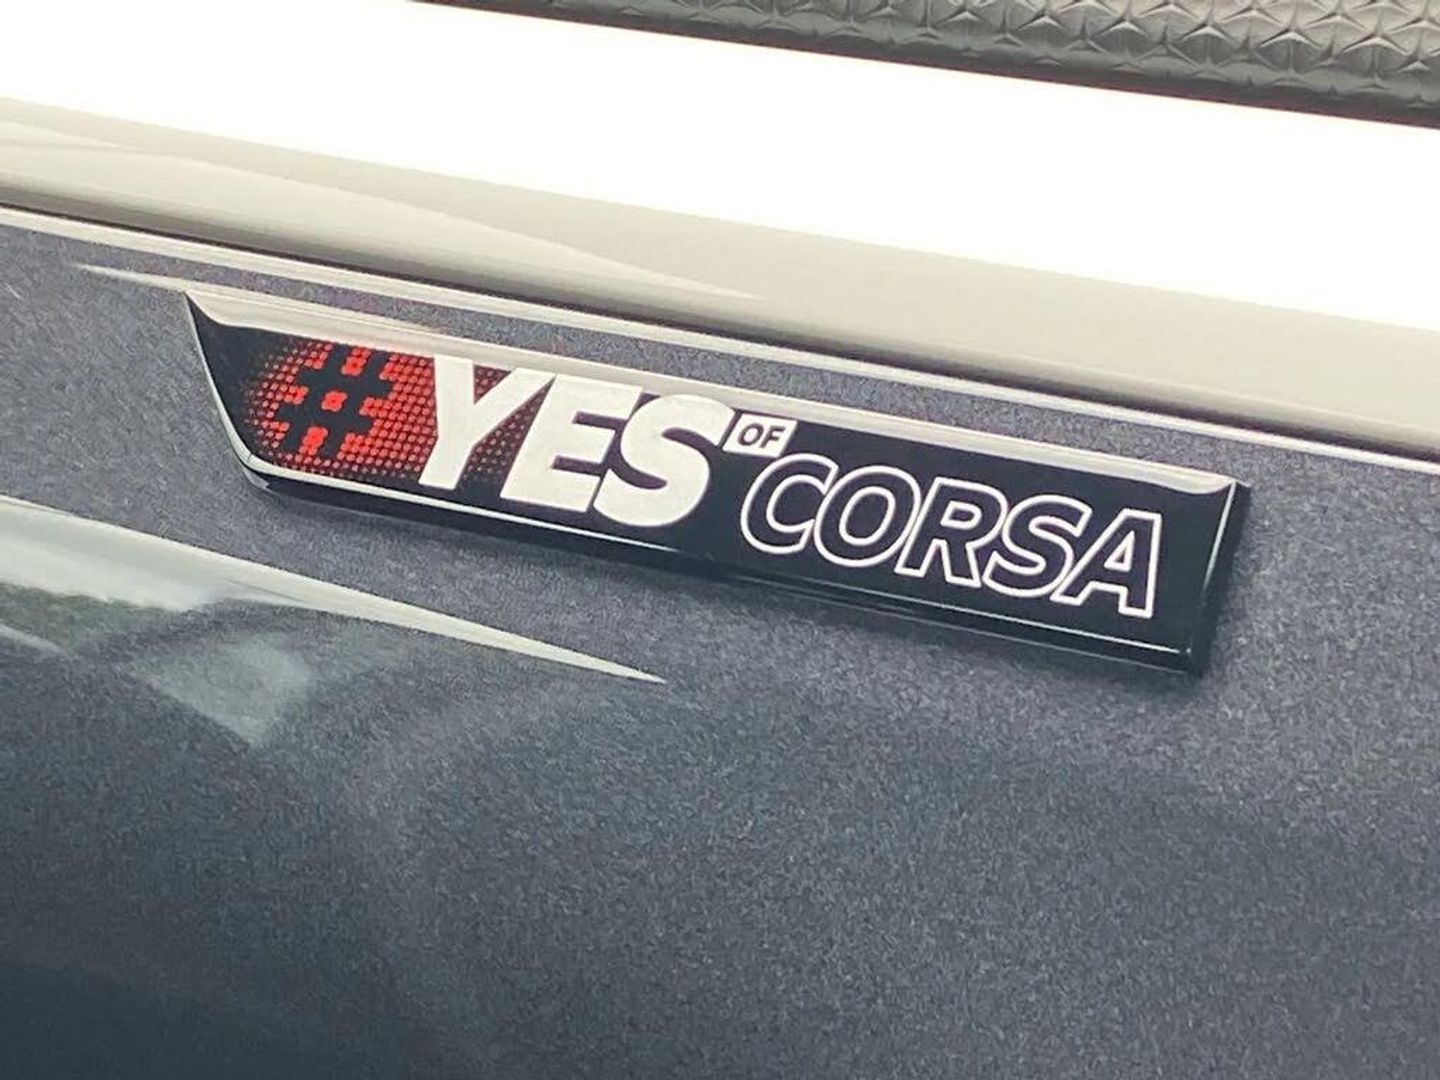 #YES OF CORSA